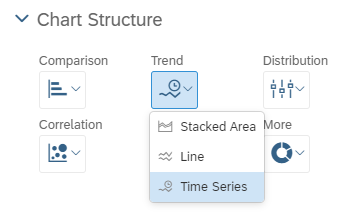 Chart Structure
Comparison Trend Distribution
Correlation More
Stacked Area
Line
Time Series